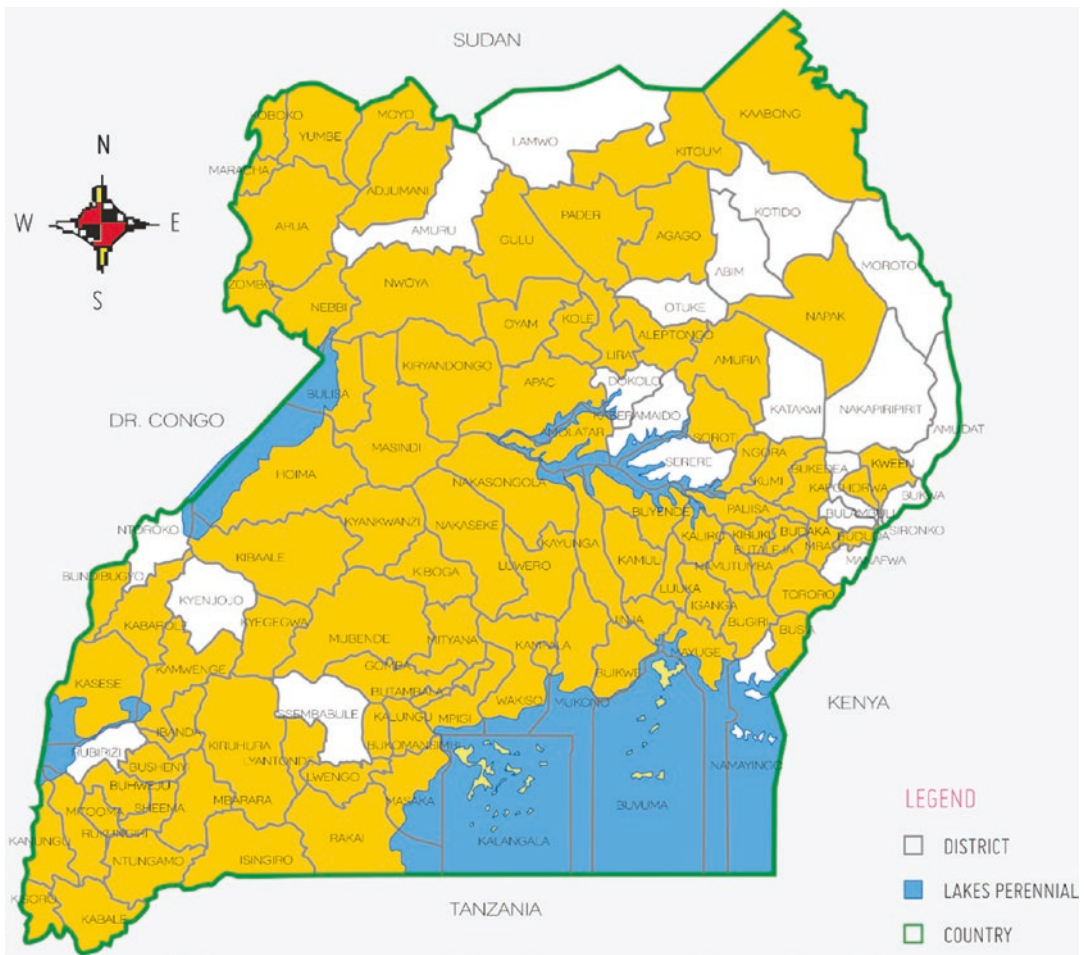 SUDAN
KAABONG
OBOKO
MOYO
YUMBE
LAMWO
KITGUM
MARACHA
ADJUMANI
KOTIDO
PADER
ARUA
AMURU
GULU
AGAGO
MOROTO
ABIM
ZOMBO
NWOYA
NEBBI
OTUKE
NAPAK
OYAM
KOLE
ALEPTONGO
LIRA
AMURIA
KIRYANDONGO
APAC
DOKOLO
BULISA
KATAKWI
NAKAPIRIPIRIT
KABERAMAIDO
DR. CONGO
AMUDAT
MOLATAR
SOROTI
MASINDI
NGORA
SERERE
KWEEN
BUKEDEA
HOIMA
NAKASONGOLA
KUMI
KAPCHORWA
BUKWA
BUYENDE
PALIISA
BULAMBULI
NTOROKO
KYANKWANZI
NAKASEKE
SIRONKO
KALIRO
KIBUKU
BUDAKA
BUDUDA
KAYUNGA
BUTALEJA
MBALE
KIBAALE
KAMULI
MANAFWA
LUWERO
NAMUTUMBA
KIBOGA
BUNDIBUGYO
LUUKA
TORORO
KYENJOJO
IGANGA
KABAROLE
KYEGEGWA
JINJA
BUGIRI
BUSIA
MUBENDE
MITYANA
KAMPALA
MAYUGE
GOMBA
KAMWENGE
BUIKWE
KASESE
BUTAMBALA
WAKISO
MUKONO
KENYA
SSEMBABULE
KALUNGU
MPIGI
IBANDA
KIRUHURA
BUKOMANSIMBI
RUBIRIZI
LYANTONDE
NAMAYINGO
BUSHENYI
LWENGO
BUHWEJU
MBARARA
MASAKA
SHEEMA
BUVUMA
MITOOMA
RUKUNGIRI
RAKAI
KANUNGU
KALANGALA
NTUNGAMO
ISINGIRO
KISORO
KABALE
TANZANIA
N
W
E
S
LEGEND
DISTRICT
LAKES PERENNIAL
COUNTRY